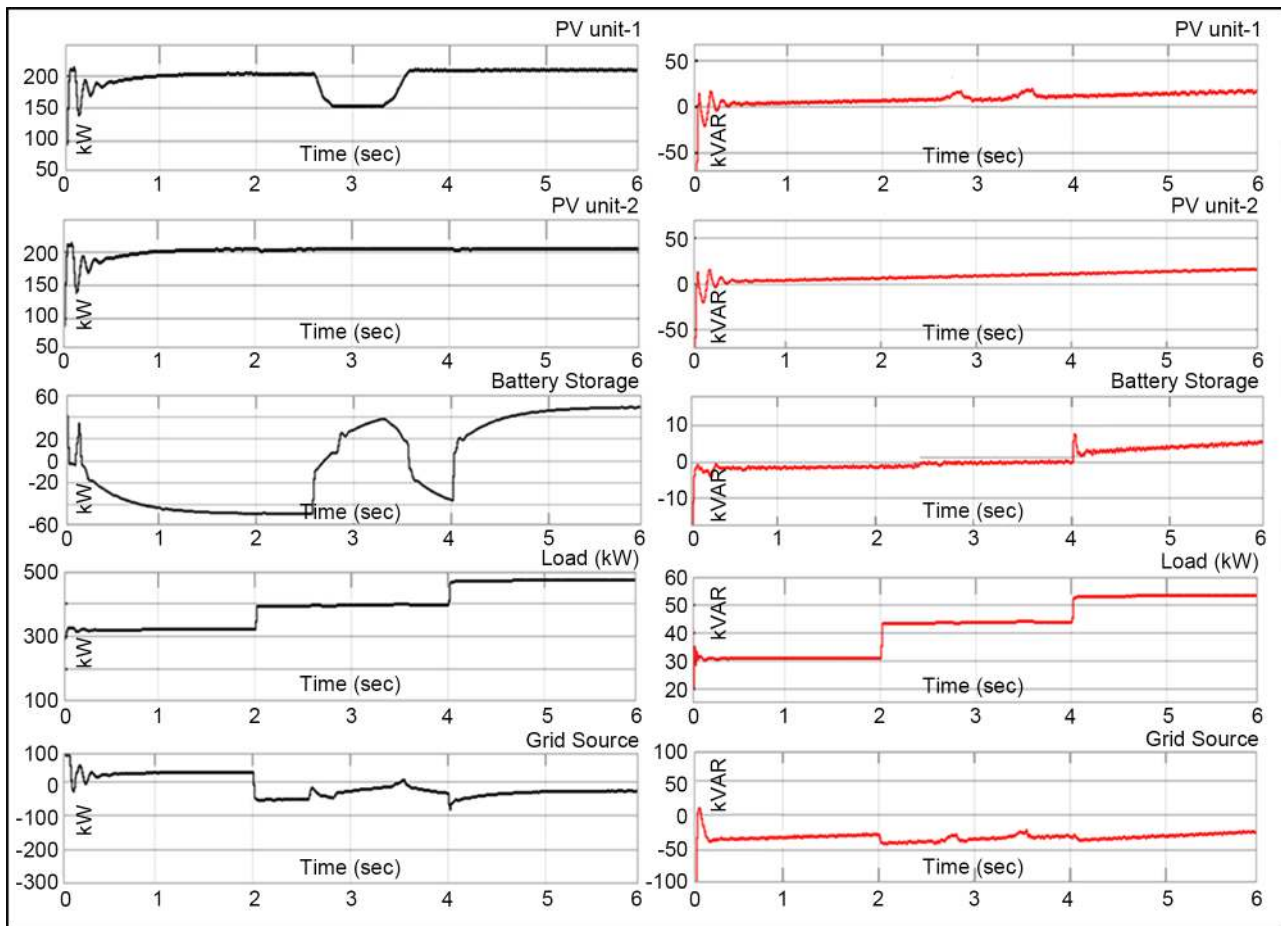 PV unit-1
200
150
100
50
kW
Time (sec)
0 1 2 3 4 5 6
PV unit-2
200
150
100
50
kW
Time (sec)
0 1 2 3 4 5 6
Battery Storage
60
20
0
-20
-60
kW
Time (sec)
0 1 2 3 4 5 6
Load (kW)
500
300
100
kW
Time (sec)
0 1 2 3 4 5 6
Grid Source
100
0
-100
-200
-300
kW
Time (sec)
0 1 2 3 4 5 6
PV unit-1
50
0
-50
kVAR
Time (sec)
0 1 2 3 4 5 6
PV unit-2
50
0
-50
kVAR
Time (sec)
0 1 2 3 4 5 6
Battery Storage
10
0
-10
kVAR
Time (sec)
0 1 2 3 4 5 6
Load (kW)
60
50
40
30
20
kVAR
Time (sec)
0 1 2 3 4 5 6
Grid Source
100
50
0
-50
-100
kVAR
Time (sec)
0 1 2 3 4 5 6